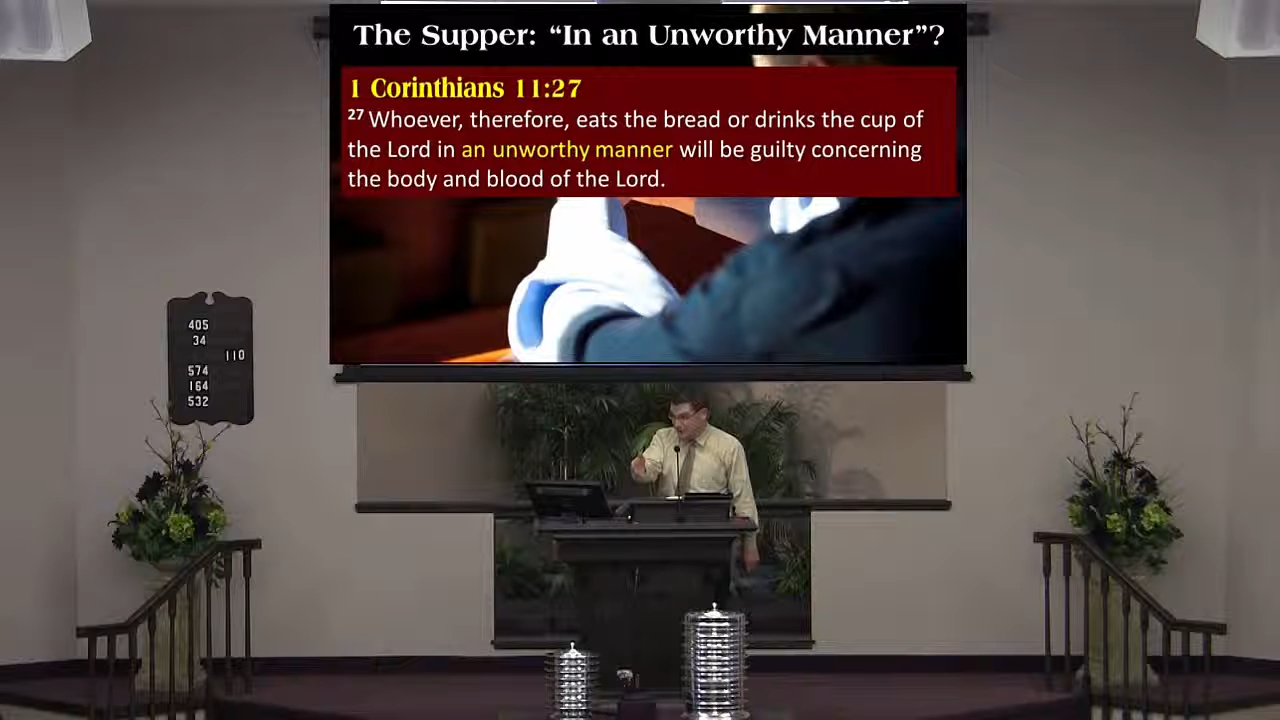 The Supper: “In an Unworthy Manner”?
1 Corinthians 11:27
27 Whoever, therefore, eats the bread or drinks the cup of
the Lord in an unworthy manner will be guilty concerning
the body and blood of the Lord.
405
34
110
574
164
532